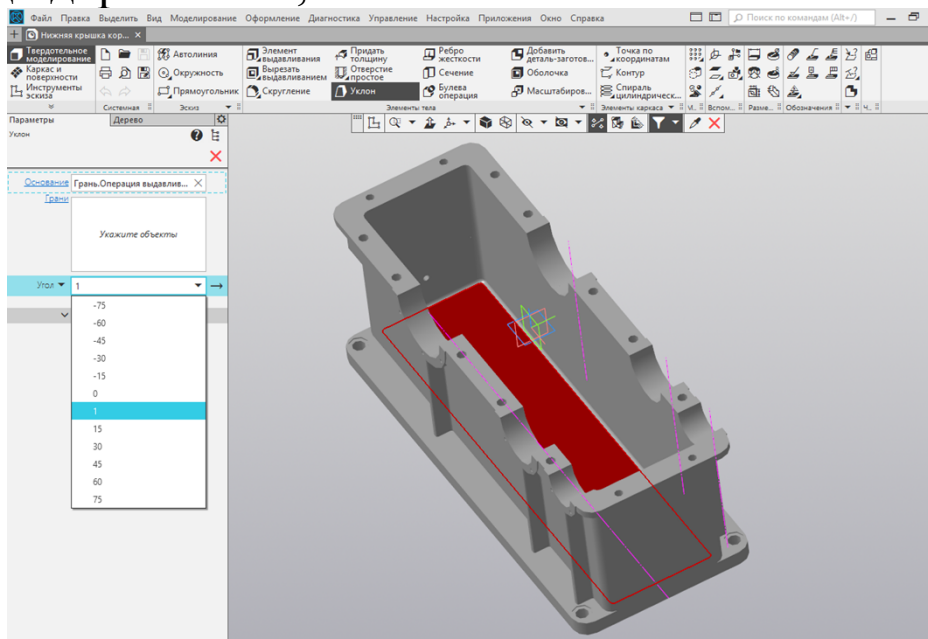 Файл Правка Выделить Вид Моделирование Оформление Диагностика Управление Настройка Приложения Окно Справка
Поиск по командам (Alt+/)
Нижняя крышка кор...
Твердотельное моделирование
Каркас и поверхности
Инструменты эскиза
Системная
Автолиния
Окружность
Прямоугольник
Эскиз
Элемент выдавливания
Вырезать выдавливанием
Скругление
Придать толщину
Отверстие простое
Уклон
Ребро жесткости
Сечение
Булева операция
Добавить деталь-заготов...
Оболочка
Масштабиров...
Элементы тела
Точка по координатам
Контур
Спираль цилиндрическ...
Элементы каркаса
Вспом...
Разме...
Обозначения
Ч...
Параметры
Дерево
Уклон
Основание
Грань.Операция выдавлив...
Грани
Укажите объекты
Угол
1
-75
-60
-45
-30
-15
0
1
15
30
45
60
75